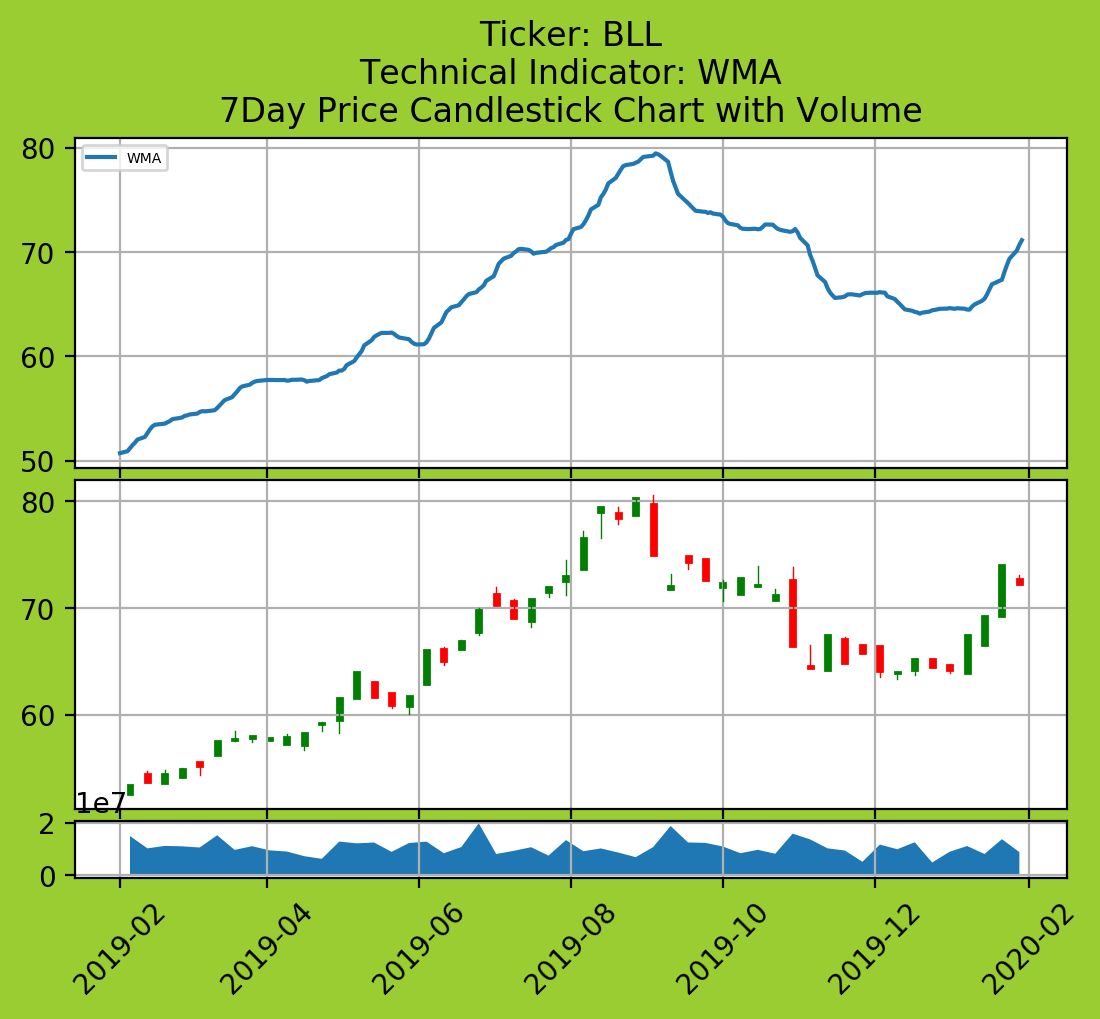 Ticker: BLL
Technical Indicator: WMA
7Day Price Candlestick Chart with Volume
80
WMA
70
60
50
80
70
60
1e7
2
0
2019-02 2019-04 2019-06 2019-08 2019-10 2019-12 2020-02